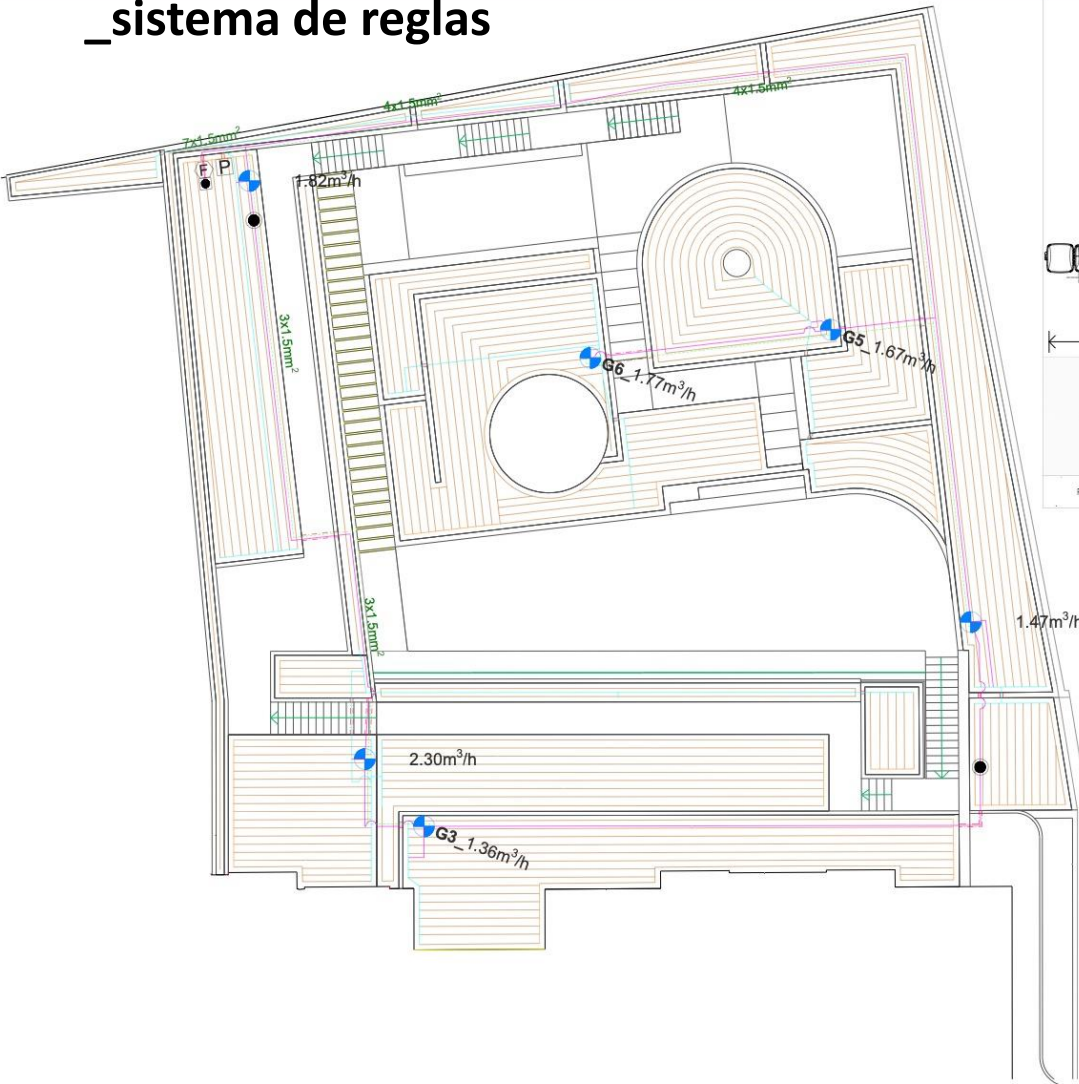 _sistema de reglas
4x1.5mm²
4x1.5mm²
7x1.5mm²
F P
1.82m³/h
3x1.5mm²
G5_1.67m³/h
G6_1.77m³/h
3x1.5mm²
1.47m³/h
2.30m³/h
G3_1.36m³/h